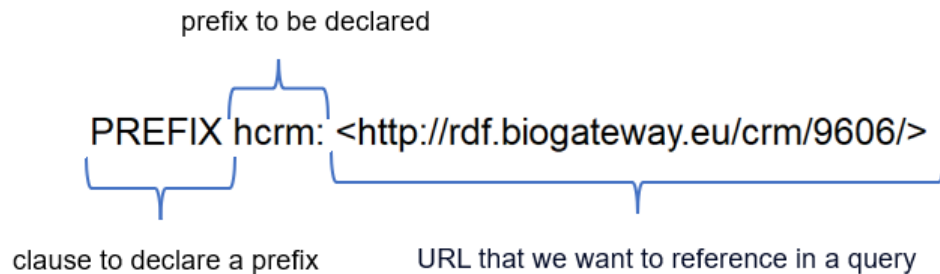 prefix to be declared
PREFIX hcrm: <http://rdf.biogateway.eu/crm/9606/>
clause to declare a prefix
URL that we want to reference in a query